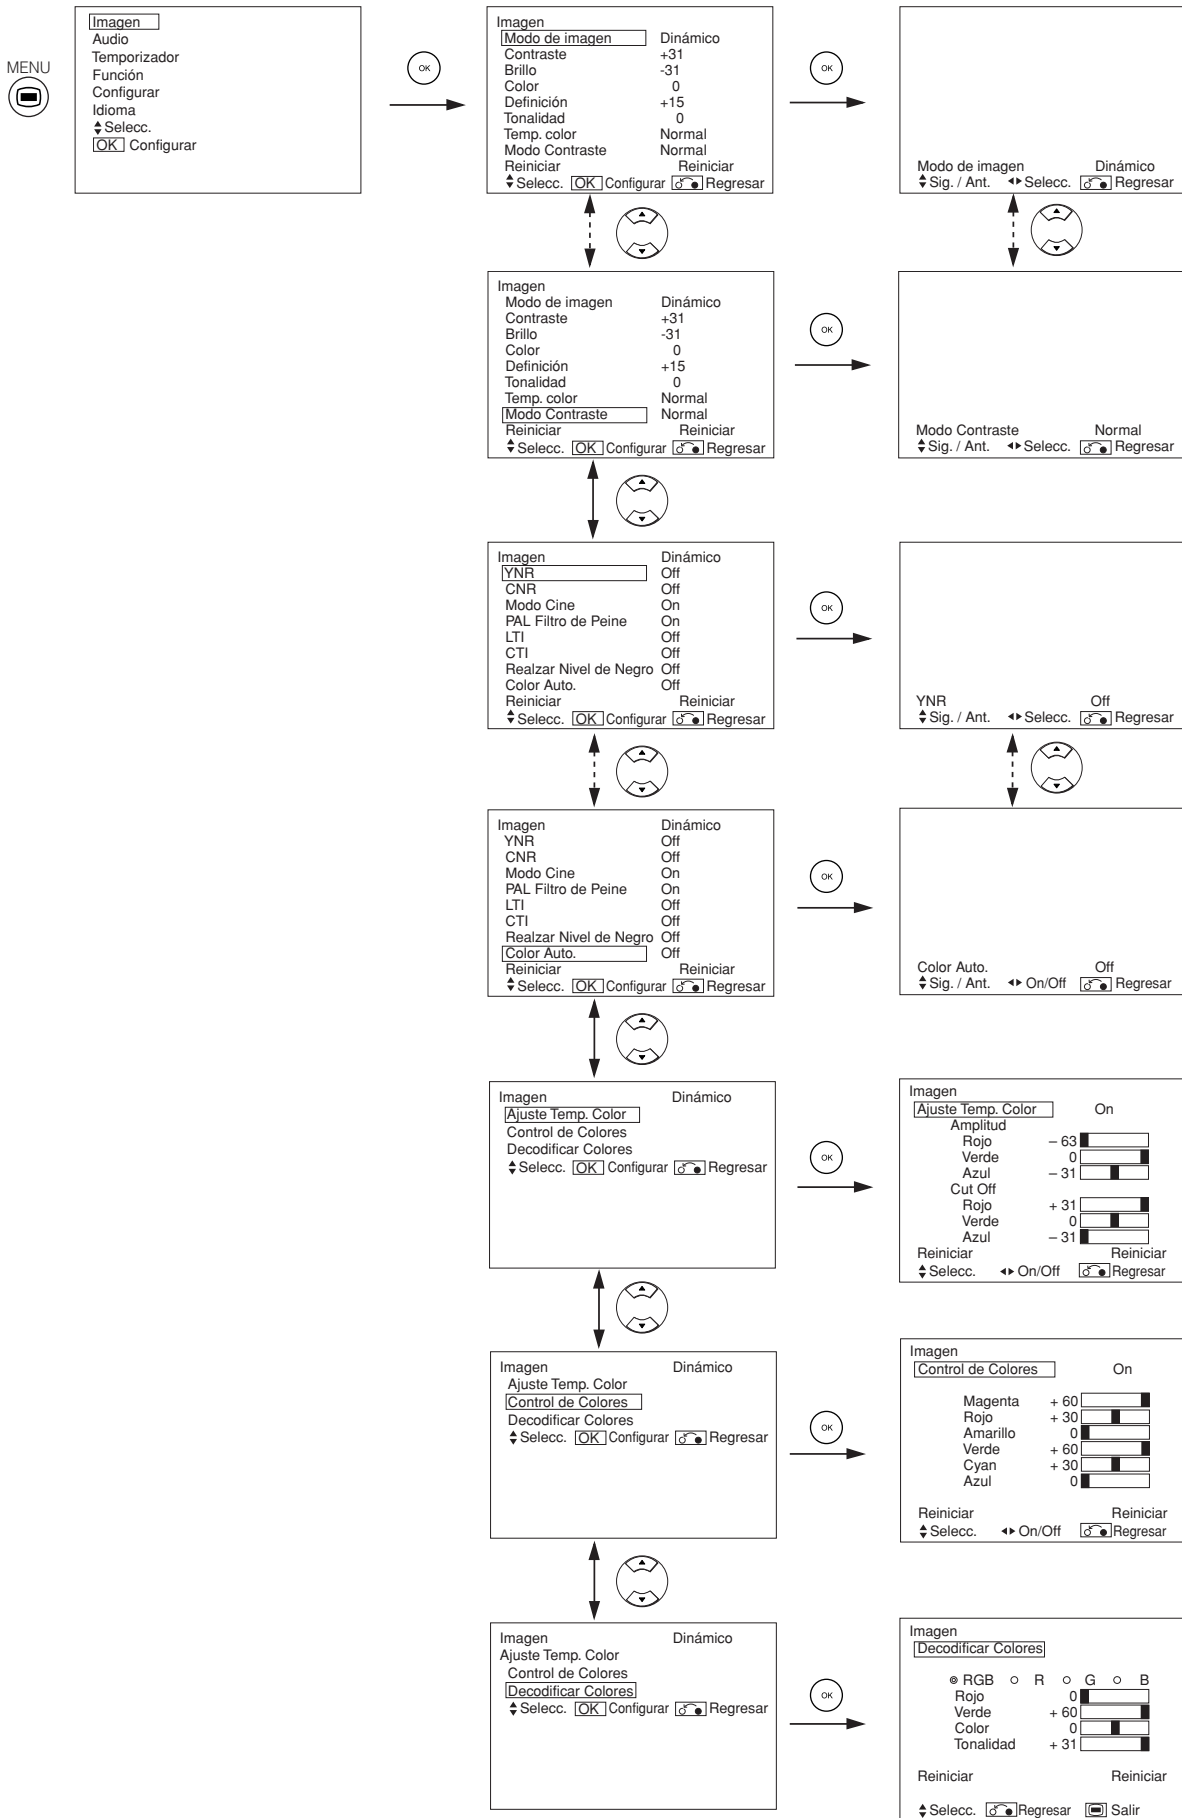 MENU
Imagen
Audio
Temporizador
Función
Configurar
Idioma
Selecc.
OK Configurar
OK
Imagen
Modo de imagen Dinámico
Contraste +31
Brillo -31
Color 0
Definición +15
Tonalidad 0
Temp. color Normal
Modo Contraste Normal
Reiniciar Reiniciar
Selecc. OK Configurar Regresar
OK
Modo de imagen Dinámico
Sig. / Ant. Selecc. Regresar
Imagen
Modo de imagen Dinámico
Contraste +31
Brillo -31
Color 0
Definición +15
Tonalidad 0
Temp. color Normal
Modo Contraste Normal
Reiniciar Reiniciar
Selecc. OK Configurar Regresar
OK
Modo Contraste Normal
Sig. / Ant. Selecc. Regresar
Imagen Dinámico
YNR Off
CNR Off
Modo Cine On
PAL Filtro de Peine On
LTI Off
CTI Off
Realzar Nivel de Negro Off
Color Auto. Off
Reiniciar Reiniciar
Selecc. OK Configurar Regresar
OK
YNR Off
Sig. / Ant. Selecc. Regresar
Imagen Dinámico
YNR Off
CNR Off
Modo Cine On
PAL Filtro de Peine On
LTI Off
CTI Off
Realzar Nivel de Negro Off
Color Auto. Off
Reiniciar Reiniciar
Selecc. OK Configurar Regresar
OK
Color Auto. Off
Sig. / Ant. On/Off Regresar
Imagen Dinámico
Ajuste Temp. Color
Control de Colores
Decodificar Colores
Selecc. OK Configurar Regresar
OK
Imagen
Ajuste Temp. Color On
Amplitud
Rojo – 63
Verde 0
Azul – 31
Cut Off
Rojo + 31
Verde 0
Azul – 31
Reiniciar Reiniciar
Selecc. On/Off Regresar
Imagen Dinámico
Ajuste Temp. Color
Control de Colores
Decodificar Colores
Selecc. OK Configurar Regresar
OK
Imagen
Control de Colores On
Magenta + 60
Rojo + 30
Amarillo 0
Verde + 60
Cyan + 30
Azul 0
Reiniciar Reiniciar
Selecc. On/Off Regresar
Imagen Dinámico
Ajuste Temp. Color
Control de Colores
Decodificar Colores
Selecc. OK Configurar Regresar
OK
Imagen
Decodificar Colores
RGB R G B
Rojo 0
Verde + 60
Color 0
Tonalidad + 31
Reiniciar Reiniciar
Selecc. Regresar Salir